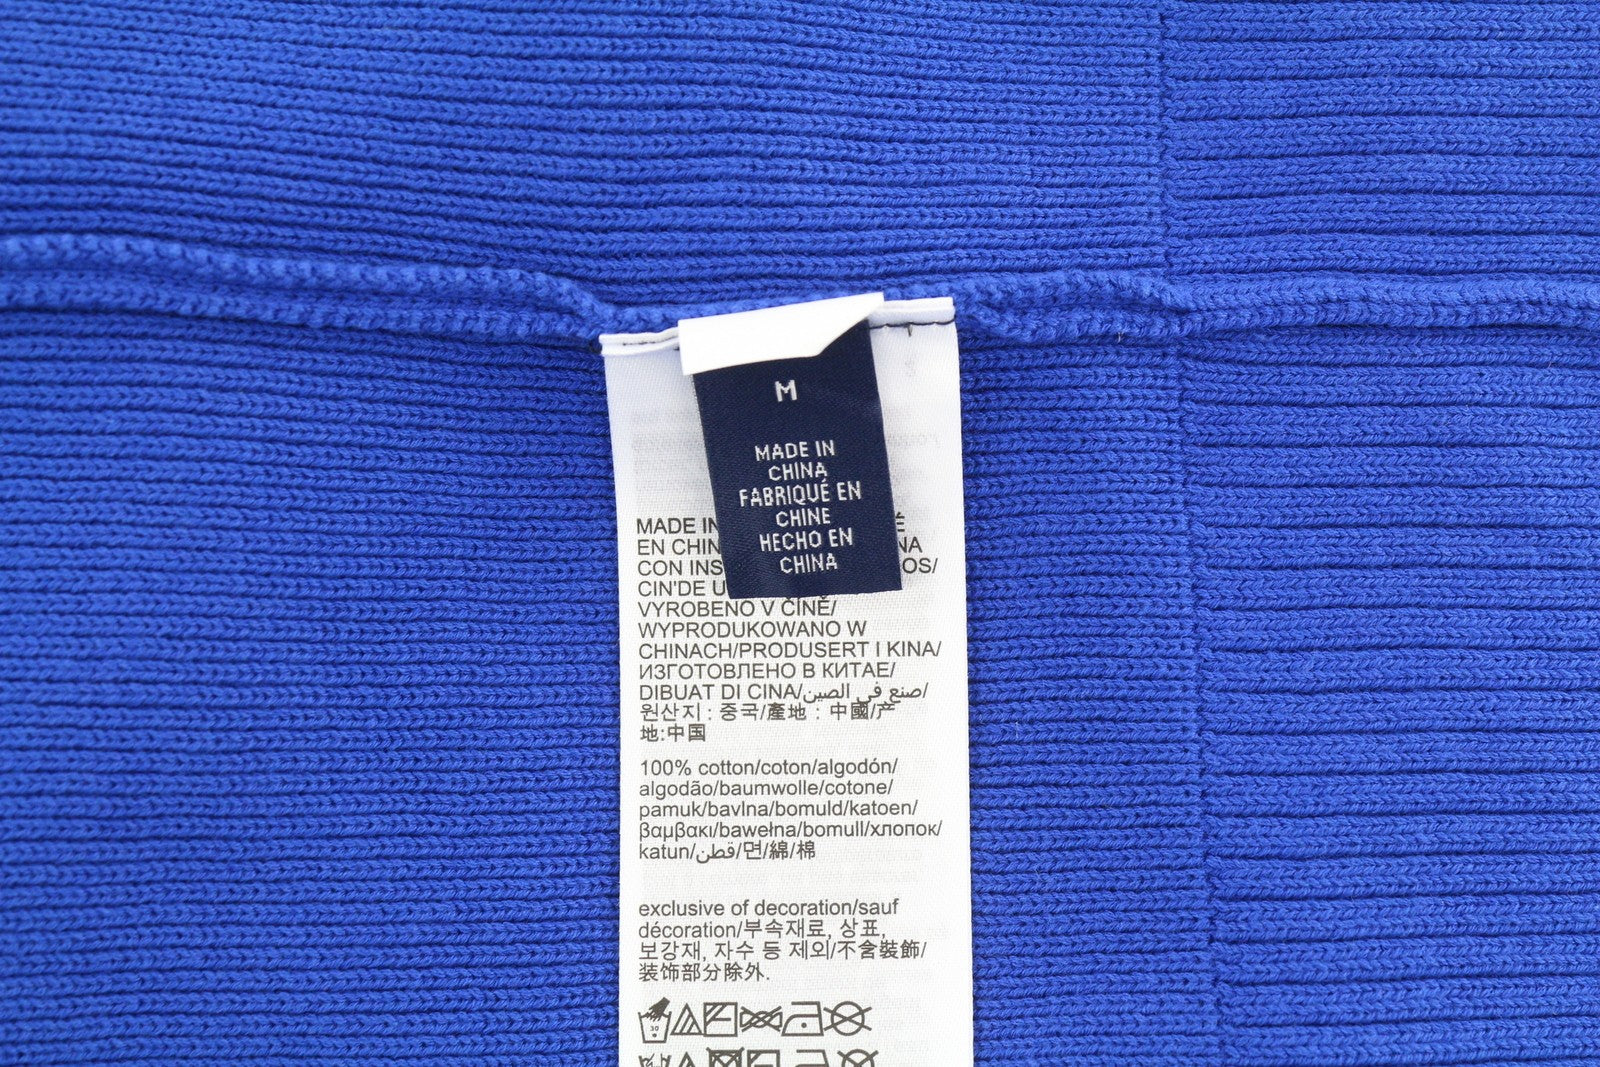 M
MADE IN
CHINA
FABRIQUÉ EN
CHINE
HECHO EN
CHINA
MADE IN
EN CHIN NA
CON INS OS/
CIN'DE Ü
VYROBENO V ČÍNĚ/
WYPRODUKOWANO W
CHINACH/PRODUSERT I KINA/
ИЗГОТОВЛЕНО В КИТАЕ/
DIBUAT DI CINA/صنع في الصين/
원산지 : 중국/產地 : 中國/产
地:中国
100% cotton/coton/algodón/
algodão/baumwolle/cotone/
pamuk/bavlna/bomuld/katoen/
βαμβακι/bawełna/bomull/хлопок/
katun/قطن/면/綿/棉
exclusive of decoration/sauf
décoration/부속재료, 상표,
보강재, 자수 등 제외/不含裝飾/
装饰部分除外.
30